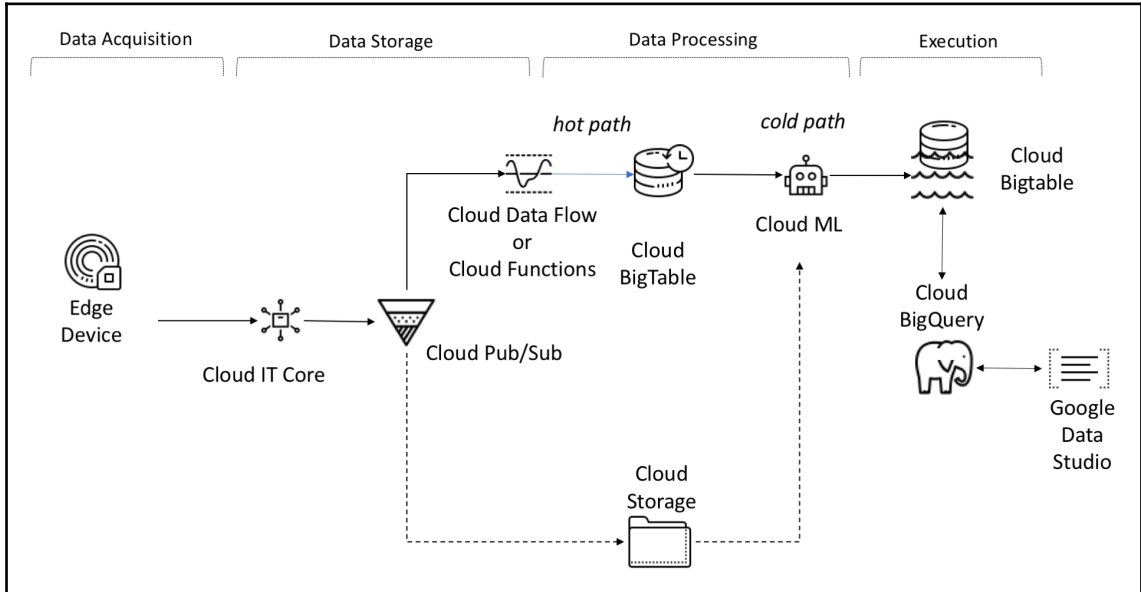 Data Acquisition
Data Storage
Data Processing
Execution
hot path
cold path
Cloud
Bigtable
Cloud Data Flow
or
Cloud Functions
Cloud
BigTable
Cloud ML
Edge
Device
Cloud IT Core
Cloud Pub/Sub
Cloud
BigQuery
Google
Data
Studio
Cloud
Storage